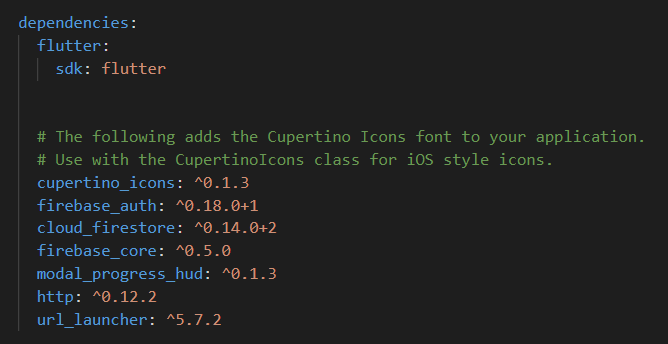 dependencies:
flutter:
sdk: flutter
# The following adds the Cupertino Icons font to your application.
# Use with the CupertinoIcons class for iOS style icons.
cupertino_icons: ^0.1.3
firebase_auth: ^0.18.0+1
cloud_firestore: ^0.14.0+2
firebase_core: ^0.5.0
modal_progress_hud: ^0.1.3
http: ^0.12.2
url_launcher: ^5.7.2